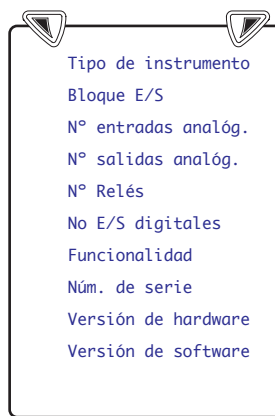 Tipo de instrumento
Bloque E/S
Nº entradas analóg.
Nº salidas analóg.
Nº Relés
No E/S digitales
Funcionalidad
Núm. de serie
Versión de hardware
Versión de software